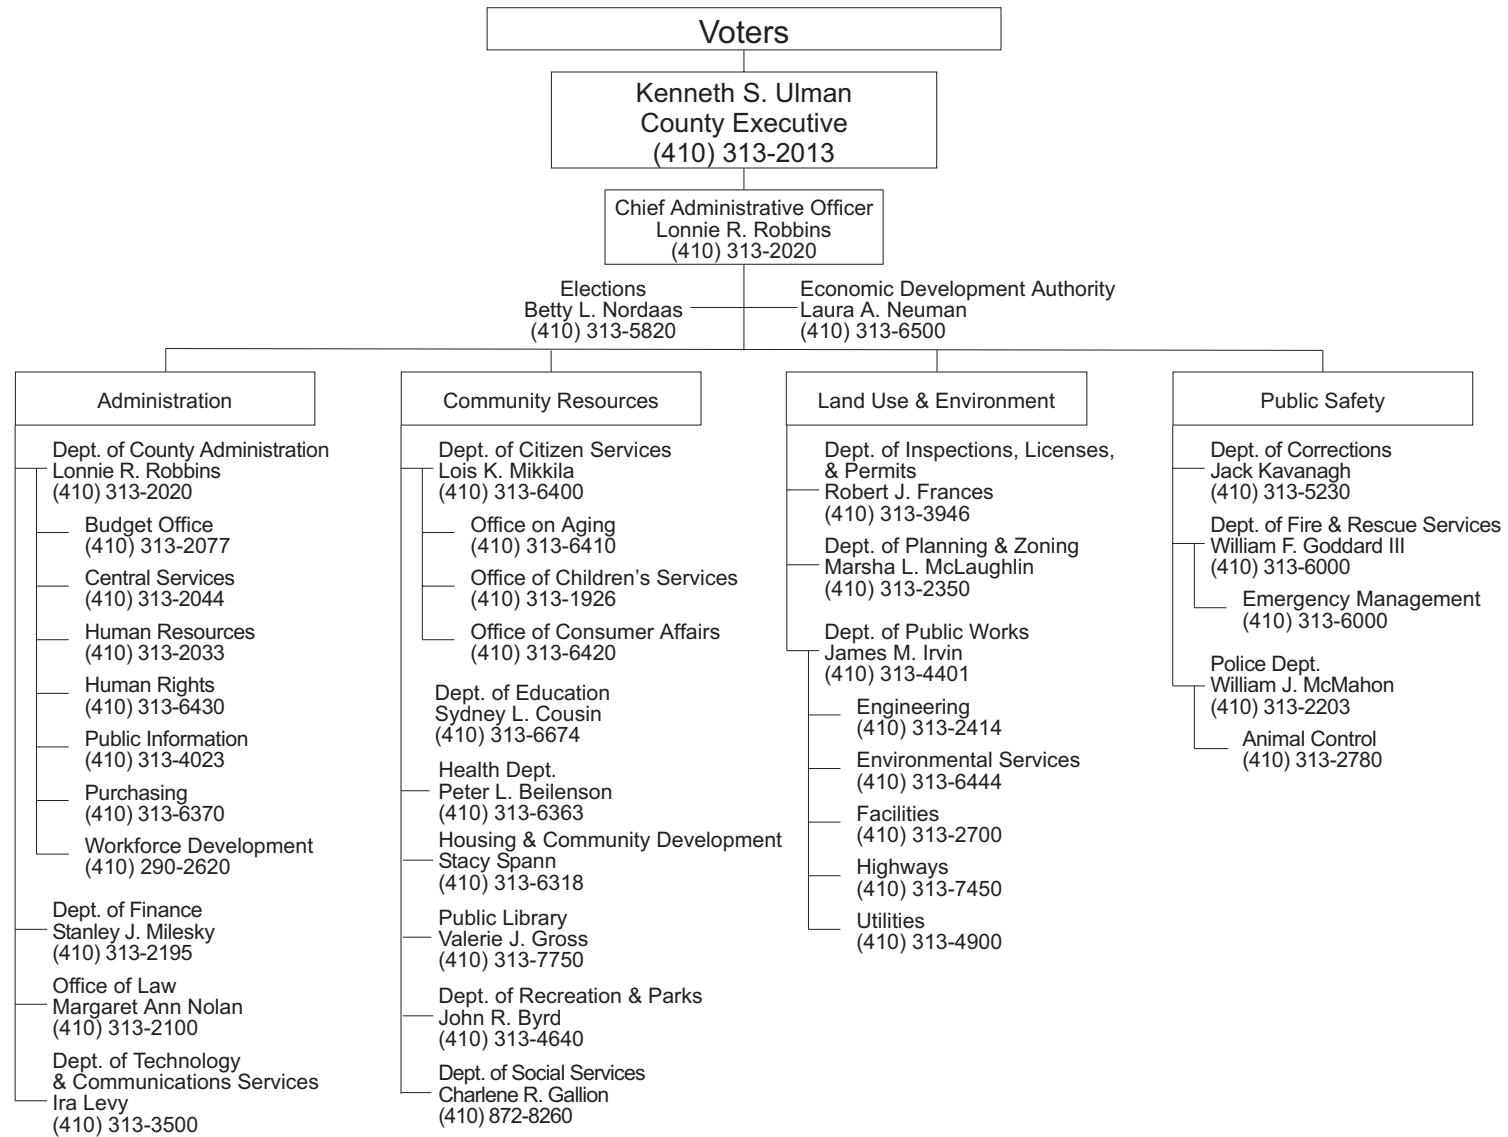 Voters
Kenneth S. Ulman
County Executive
(410) 313-2013
Chief Administrative Officer
Lonnie R. Robbins
(410) 313-2020
Elections
Betty L. Nordaas
(410) 313-5820
Economic Development Authority
Laura A. Neuman
(410) 313-6500
Administration
Dept. of County Administration
Lonnie R. Robbins
(410) 313-2020
Budget Office
(410) 313-2077
Central Services
(410) 313-2044
Human Resources
(410) 313-2033
Human Rights
(410) 313-6430
Public Information
(410) 313-4023
Purchasing
(410) 313-6370
Workforce Development
(410) 290-2620
Dept. of Finance
Stanley J. Milesky
(410) 313-2195
Office of Law
Margaret Ann Nolan
(410) 313-2100
Dept. of Technology
& Communications Services
Ira Levy
(410) 313-3500
Community Resources
Dept. of Citizen Services
Lois K. Mikkila
(410) 313-6400
Office on Aging
(410) 313-6410
Office of Children's Services
(410) 313-1926
Office of Consumer Affairs
(410) 313-6420
Dept. of Education
Sydney L. Cousin
(410) 313-6674
Health Dept.
Peter L. Beilenson
(410) 313-6363
Housing & Community Development
Stacy Spann
(410) 313-6318
Public Library
Valerie J. Gross
(410) 313-7750
Dept. of Recreation & Parks
John R. Byrd
(410) 313-4640
Dept. of Social Services
Charlene R. Gallion
(410) 872-8260
Land Use & Environment
Dept. of Inspections, Licenses,
& Permits
Robert J. Frances
(410) 313-3946
Dept. of Planning & Zoning
Marsha L. McLaughlin
(410) 313-2350
Dept. of Public Works
James M. Irvin
(410) 313-4401
Engineering
(410) 313-2414
Environmental Services
(410) 313-6444
Facilities
(410) 313-2700
Highways
(410) 313-7450
Utilities
(410) 313-4900
Public Safety
Dept. of Corrections
Jack Kavanagh
(410) 313-5230
Dept. of Fire & Rescue Services
William F. Goddard III
(410) 313-6000
Emergency Management
(410) 313-6000
Police Dept.
William J. McMahon
(410) 313-2203
Animal Control
(410) 313-2780